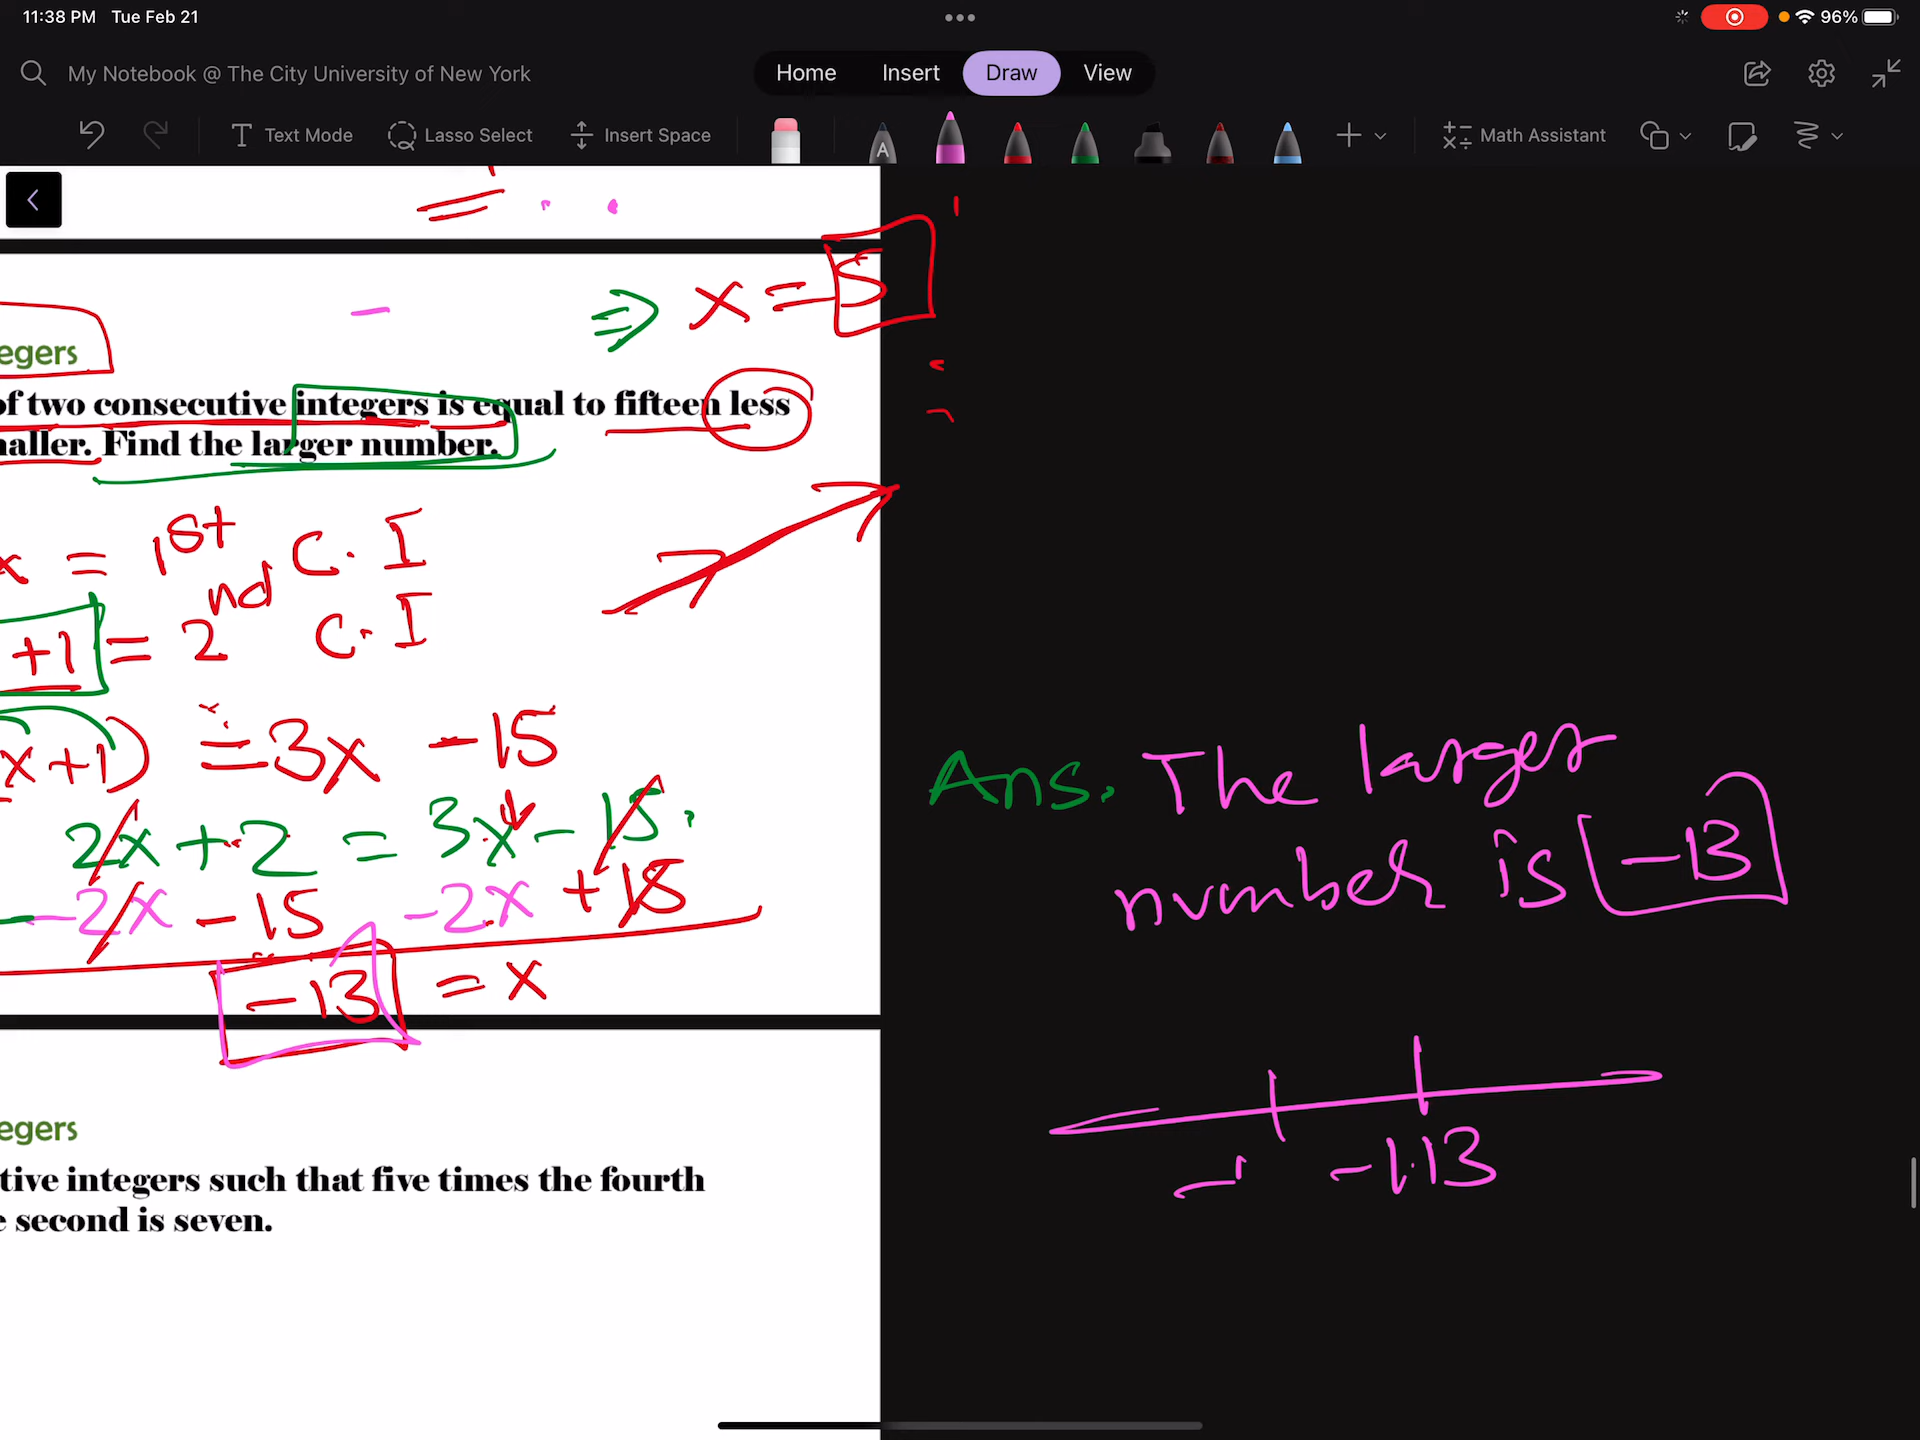 11:38 PM Tue Feb 21
96%
My Notebook @ The City University of New York
Home Insert Draw View
Text Mode Lasso Select Insert Space A Math Assistant
⇒ x = 5
egers
of two consecutive integers is equal to fifteen less
naller. Find the larger number.
x = 1st C.I
+1 = 2nd C.I
x+1) = 3x - 15
2x + 2 = 3x - 15
-2x - 15 -2x + 15
-13 = x
Ans. The larger
number is -13
-113
egers
tive integers such that five times the fourth
e second is seven.